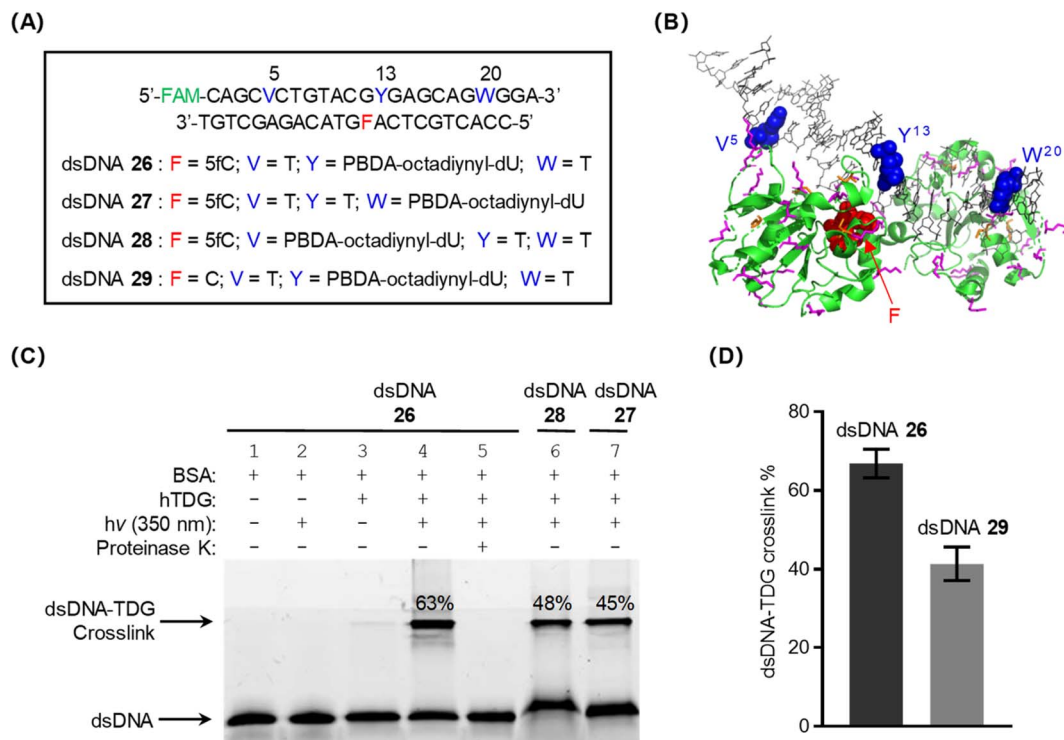 (A)
5 13 20
5'-FAM-CAGCVCTGTACGYGAGCAGWGGA-3'
3'-TGTCGAGACATGFACTCGTCACC-5'
dsDNA 26 : F = 5fC; V = T; Y = PBDA-octadiynyl-dU; W = T
dsDNA 27 : F = 5fC; V = T; Y = T; W = PBDA-octadiynyl-dU
dsDNA 28 : F = 5fC; V = PBDA-octadiynyl-dU; Y = T; W = T
dsDNA 29 : F = C; V = T; Y = PBDA-octadiynyl-dU; W = T
(B)
V5
Y13
W20
F
(C)
dsDNA 26
dsDNA 28
dsDNA 27
1 2 3 4 5 6 7
BSA: + + + + + + +
hTDG: – – + + + + +
hν (350 nm): – + – + + + +
Proteinase K: – – – – + – –
dsDNA-TDG Crosslink
63% 48% 45%
dsDNA
(D)
dsDNA-TDG crosslink %
80
60
40
20
0
dsDNA 26
dsDNA 29